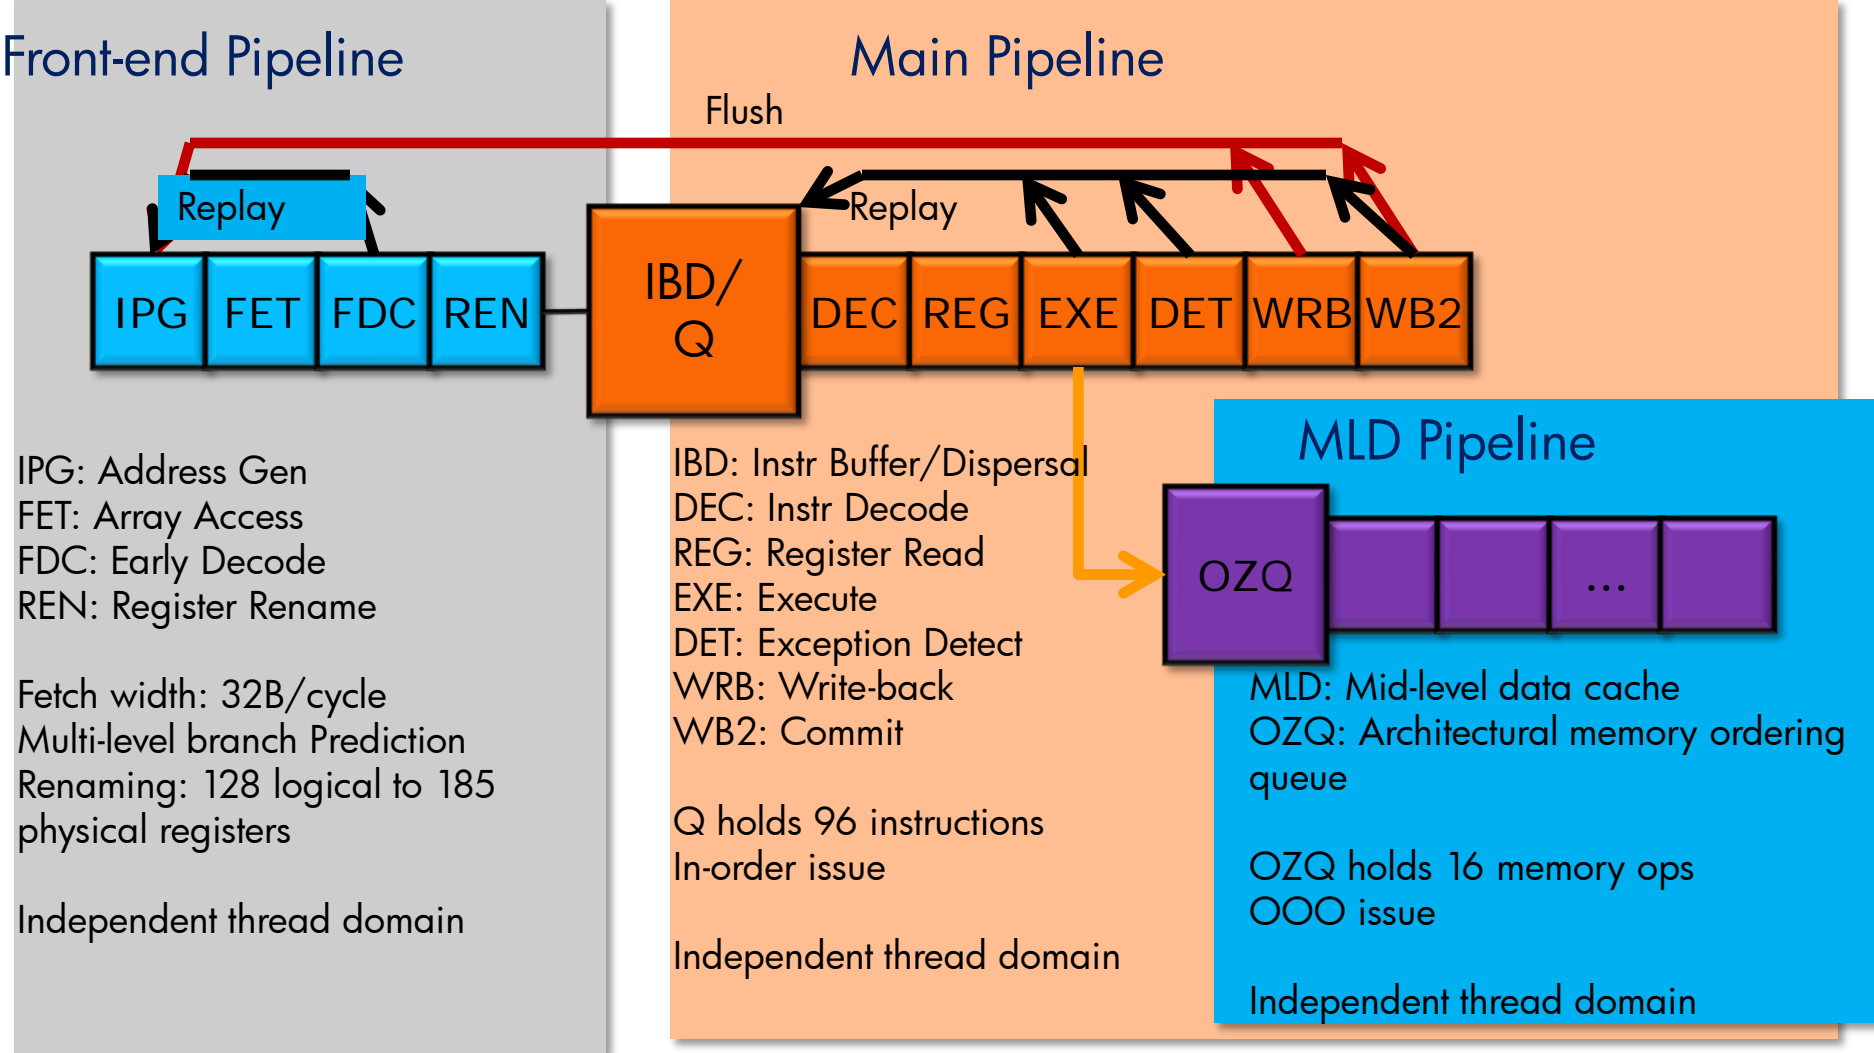 Front-end Pipeline
Main Pipeline
Flush
Replay
Replay
IPG
FET
FDC
REN
IBD/
Q
DEC
REG
EXE
DET
WRB
WB2
IPG: Address Gen
FET: Array Access
FDC: Early Decode
REN: Register Rename
Fetch width: 32B/cycle
Multi-level branch Prediction
Renaming: 128 logical to 185
physical registers
Independent thread domain
IBD: Instr Buffer/Dispersal
DEC: Instr Decode
REG: Register Read
EXE: Execute
DET: Exception Detect
WRB: Write-back
WB2: Commit
Q holds 96 instructions
In-order issue
Independent thread domain
MLD Pipeline
OZQ
...
MLD: Mid-level data cache
OZQ: Architectural memory ordering
queue
OZQ holds 16 memory ops
OOO issue
Independent thread domain